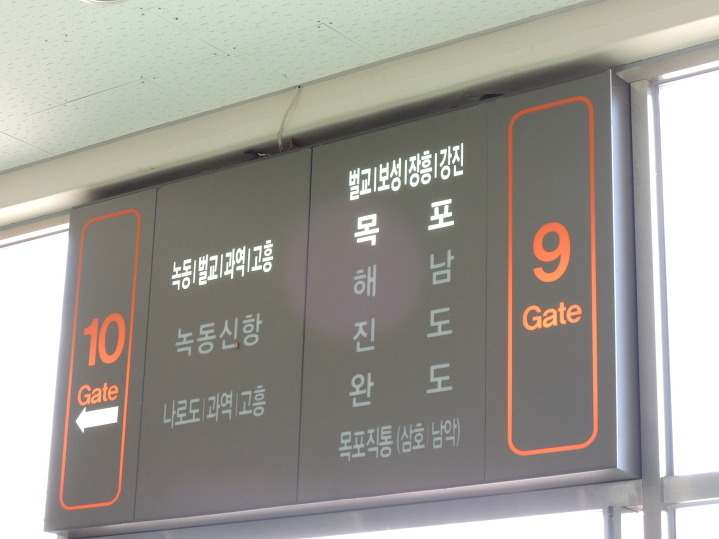 10
Gate
녹동|벌교|과역|고흥
녹동신항
나로도|과역|고흥
벌교|보성|장흥|강진
목 포
해 남
진 도
완 도
목포직통 (삼호|남악)
9
Gate